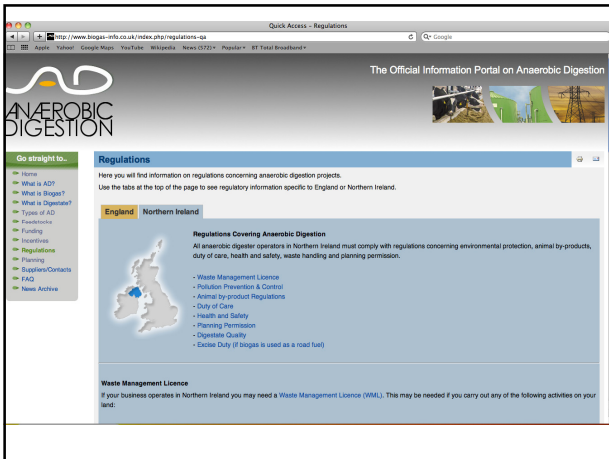 Quick Access – Regulations
http://www.biogas-info.co.uk/index.php/regulations-qa
Google
Apple Yahoo! Google Maps YouTube Wikipedia News (572) Popular BT Total Broadband
The Official Information Portal on Anaerobic Digestion
AD
ANÆROBIC
DIGESTION
Go straight to..
Home
What is AD?
What is Biogas?
What is Digestate?
Types of AD
Feedstocks
Funding
Incentives
Regulations
Planning
Suppliers/Contacts
FAQ
News Archive
Regulations
Here you will find information on regulations concerning anaerobic digestion projects.
Use the tabs at the top of the page to see regulatory information specific to England or Northern Ireland.
England Northern Ireland
Regulations Covering Anaerobic Digestion
All anaerobic digester operators in Northern Ireland must comply with regulations concerning environmental protection, animal by-products,
duty of care, health and safety, waste handling and planning permission.
- Waste Management Licence
- Pollution Prevention & Control
- Animal by-product Regulations
- Duty of Care
- Health and Safety
- Planning Permission
- Digestate Quality
- Excise Duty (if biogas is used as a road fuel)
Waste Management Licence
If your business operates in Northern Ireland you may need a Waste Management Licence (WML). This may be needed if you carry out any of the following activities on your
land: